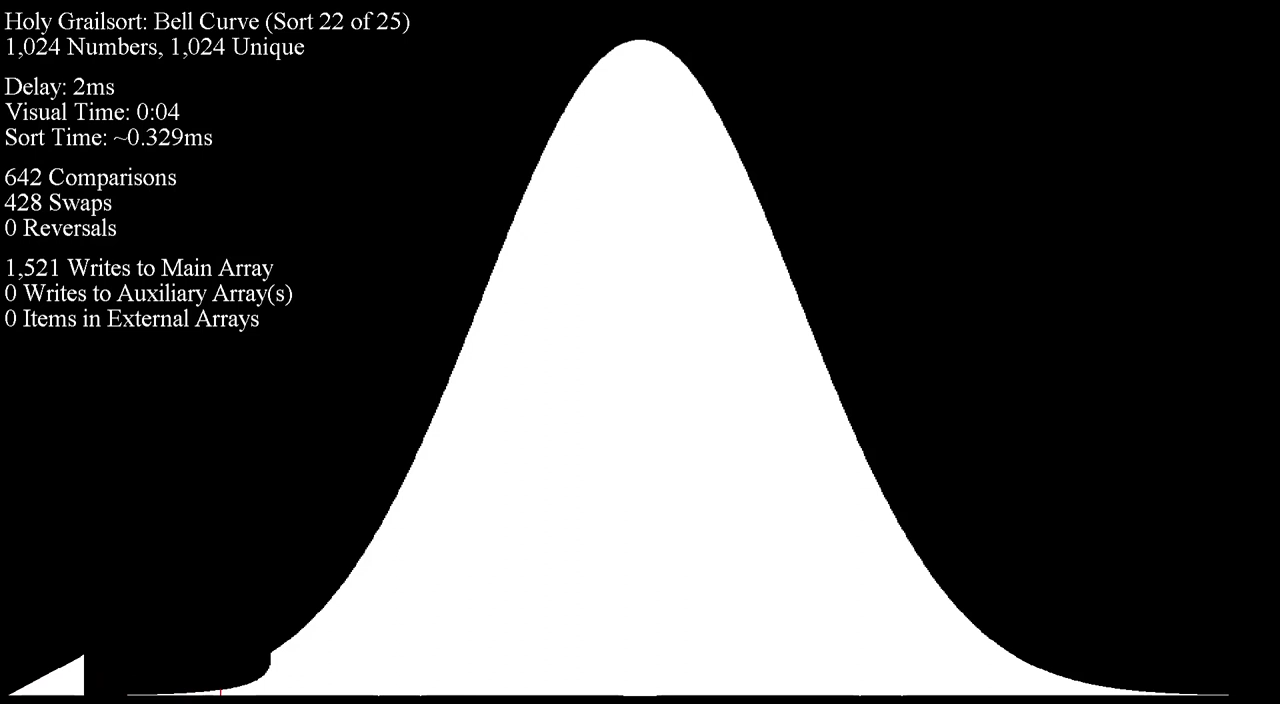 Holy Grailsort: Bell Curve (Sort 22 of 25)
1,024 Numbers, 1,024 Unique
Delay: 2ms
Visual Time: 0:04
Sort Time: ~0.329ms
642 Comparisons
428 Swaps
0 Reversals
1,521 Writes to Main Array
0 Writes to Auxiliary Array(s)
0 Items in External Arrays